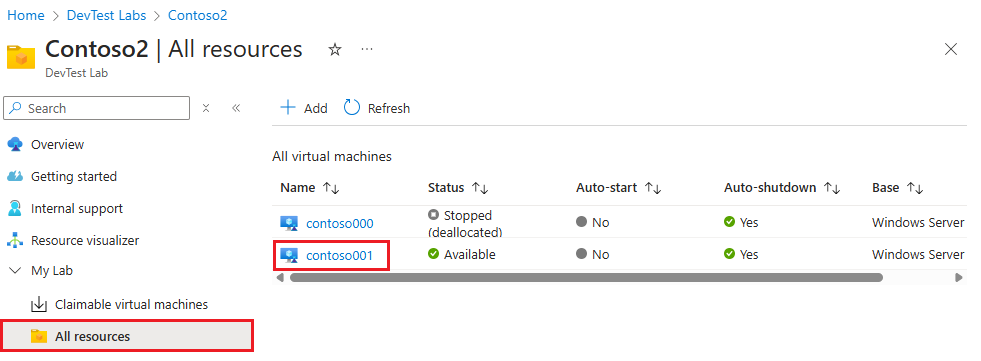 Home > DevTest Labs > Contoso2
Contoso2 | All resources
DevTest Lab
Search
Add Refresh
Overview
Getting started
Internal support
Resource visualizer
My Lab
Claimable virtual machines
All resources
All virtual machines
Name Status Auto-start Auto-shutdown Base
contoso000 Stopped (deallocated) No Yes Windows Server
contoso001 Available No Yes Windows Server